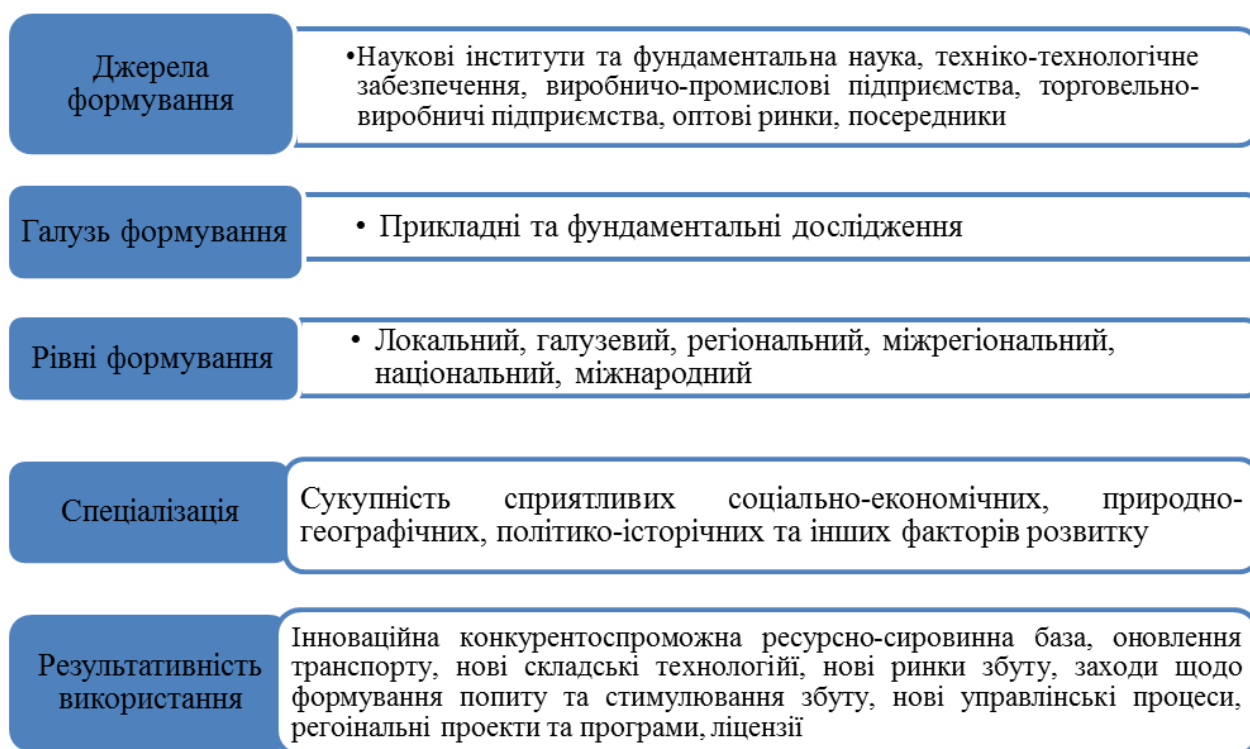 Джерела
формування
•Наукові інститути та фундаментальна наука, техніко-технологічне
забезпечення, виробничо-промислові підприємства, торговельно-
виробничі підприємства, оптові ринки, посередники
Галузь формування
• Прикладні та фундаментальні дослідження
Рівні формування
• Локальний, галузевий, регіональний, міжрегіональний,
національний, міжнародний
Спеціалізація
Сукупність сприятливих соціально-економічних, природно-
географічних, політико-історичних та інших факторів розвитку
Результативність
використання
Інноваційна конкурентоспроможна ресурсно-сировинна база, оновлення
транспорту, нові складські технологійї, нові ринки збуту, заходи щодо
формування попиту та стимулювання збуту, нові управлінські процеси,
регоінальні проекти та програми, ліцензії